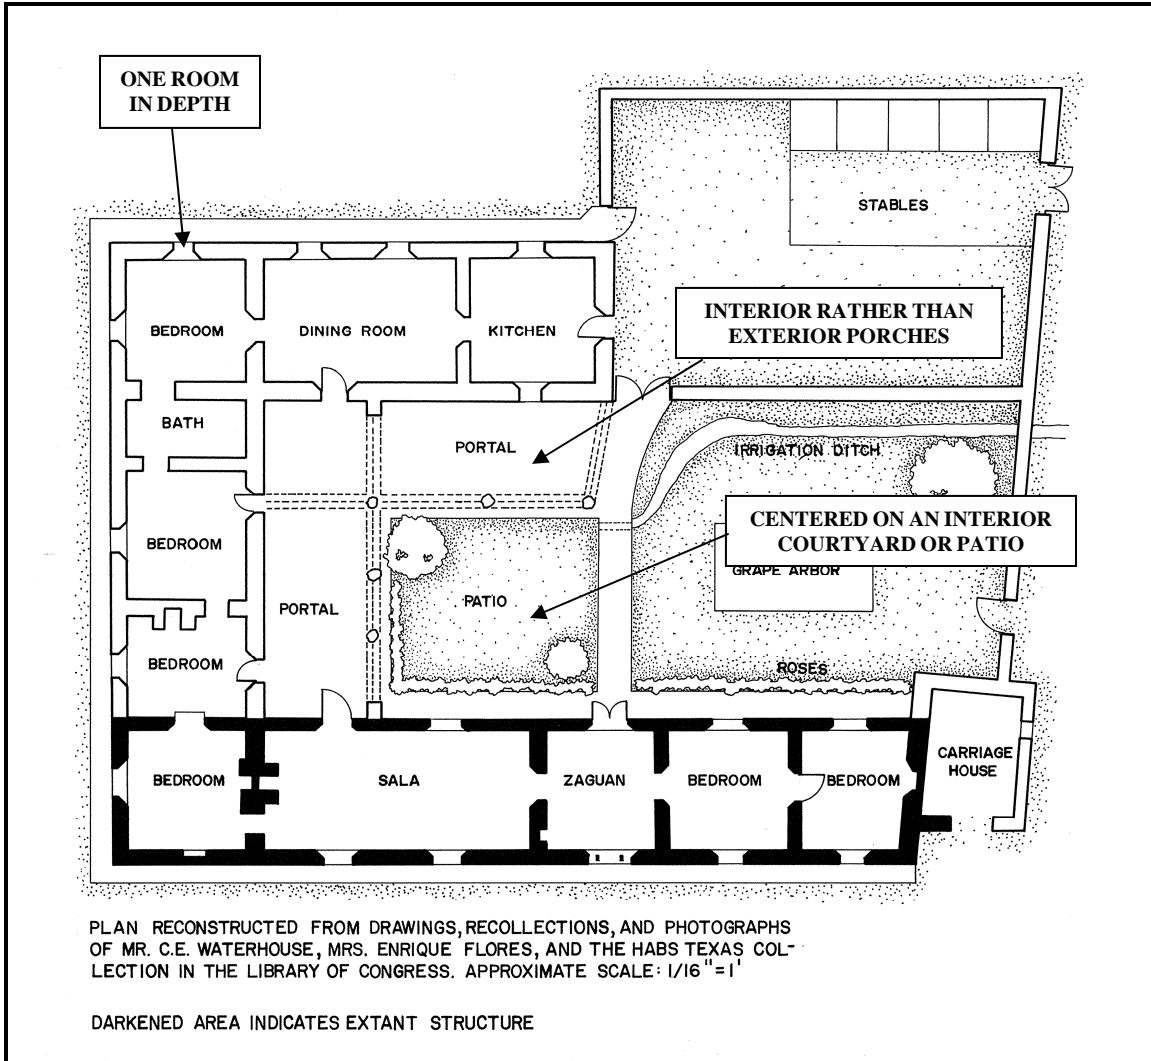 ONE ROOM
IN DEPTH
STABLES
INTERIOR RATHER THAN
EXTERIOR PORCHES
BEDROOM
DINING ROOM
KITCHEN
BATH
PORTAL
IRRIGATION DITCH
CENTERED ON AN INTERIOR
COURTYARD OR PATIO
BEDROOM
GRAPE ARBOR
PORTAL
PATIO
BEDROOM
ROSES
BEDROOM
SALA
ZAGUAN
BEDROOM
BEDROOM
CARRIAGE
HOUSE
PLAN RECONSTRUCTED FROM DRAWINGS, RECOLLECTIONS, AND PHOTOGRAPHS
OF MR. C.E. WATERHOUSE, MRS. ENRIQUE FLORES, AND THE HABS TEXAS COL-
LECTION IN THE LIBRARY OF CONGRESS. APPROXIMATE SCALE: 1/16"=1'
DARKENED AREA INDICATES EXTANT STRUCTURE